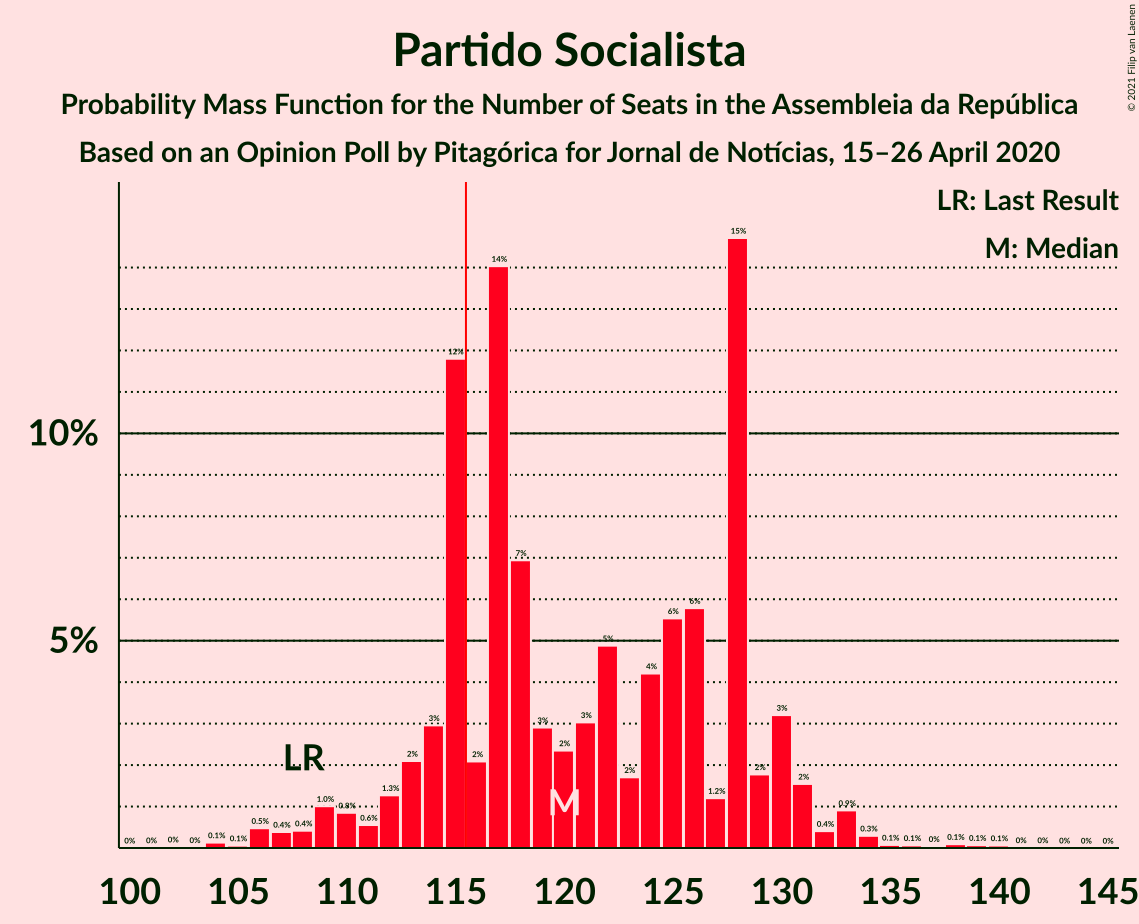 Partido Socialista
Probability Mass Function for the Number of Seats in the Assembleia da República
Based on an Opinion Poll by Pitagórica for Jornal de Notícias, 15–26 April 2020
© 2021 Filip van Laenen
LR: Last Result
M: Median
10%
5%
0% 0% 0% 0% 0.1% 0.1% 0.5% 0.4% 0.4% 1.0% 0.8% 0.6% 1.3% 2% 3% 12% 2% 14% 7% 3% 2% 3% 5% 2% 4% 6% 6% 1.2% 15% 2% 3% 2% 0.4% 0.9% 0.3% 0.1% 0.1% 0% 0.1% 0.1% 0.1% 0% 0% 0% 0% 0%
LR
M
100 105 110 115 120 125 130 135 140 145